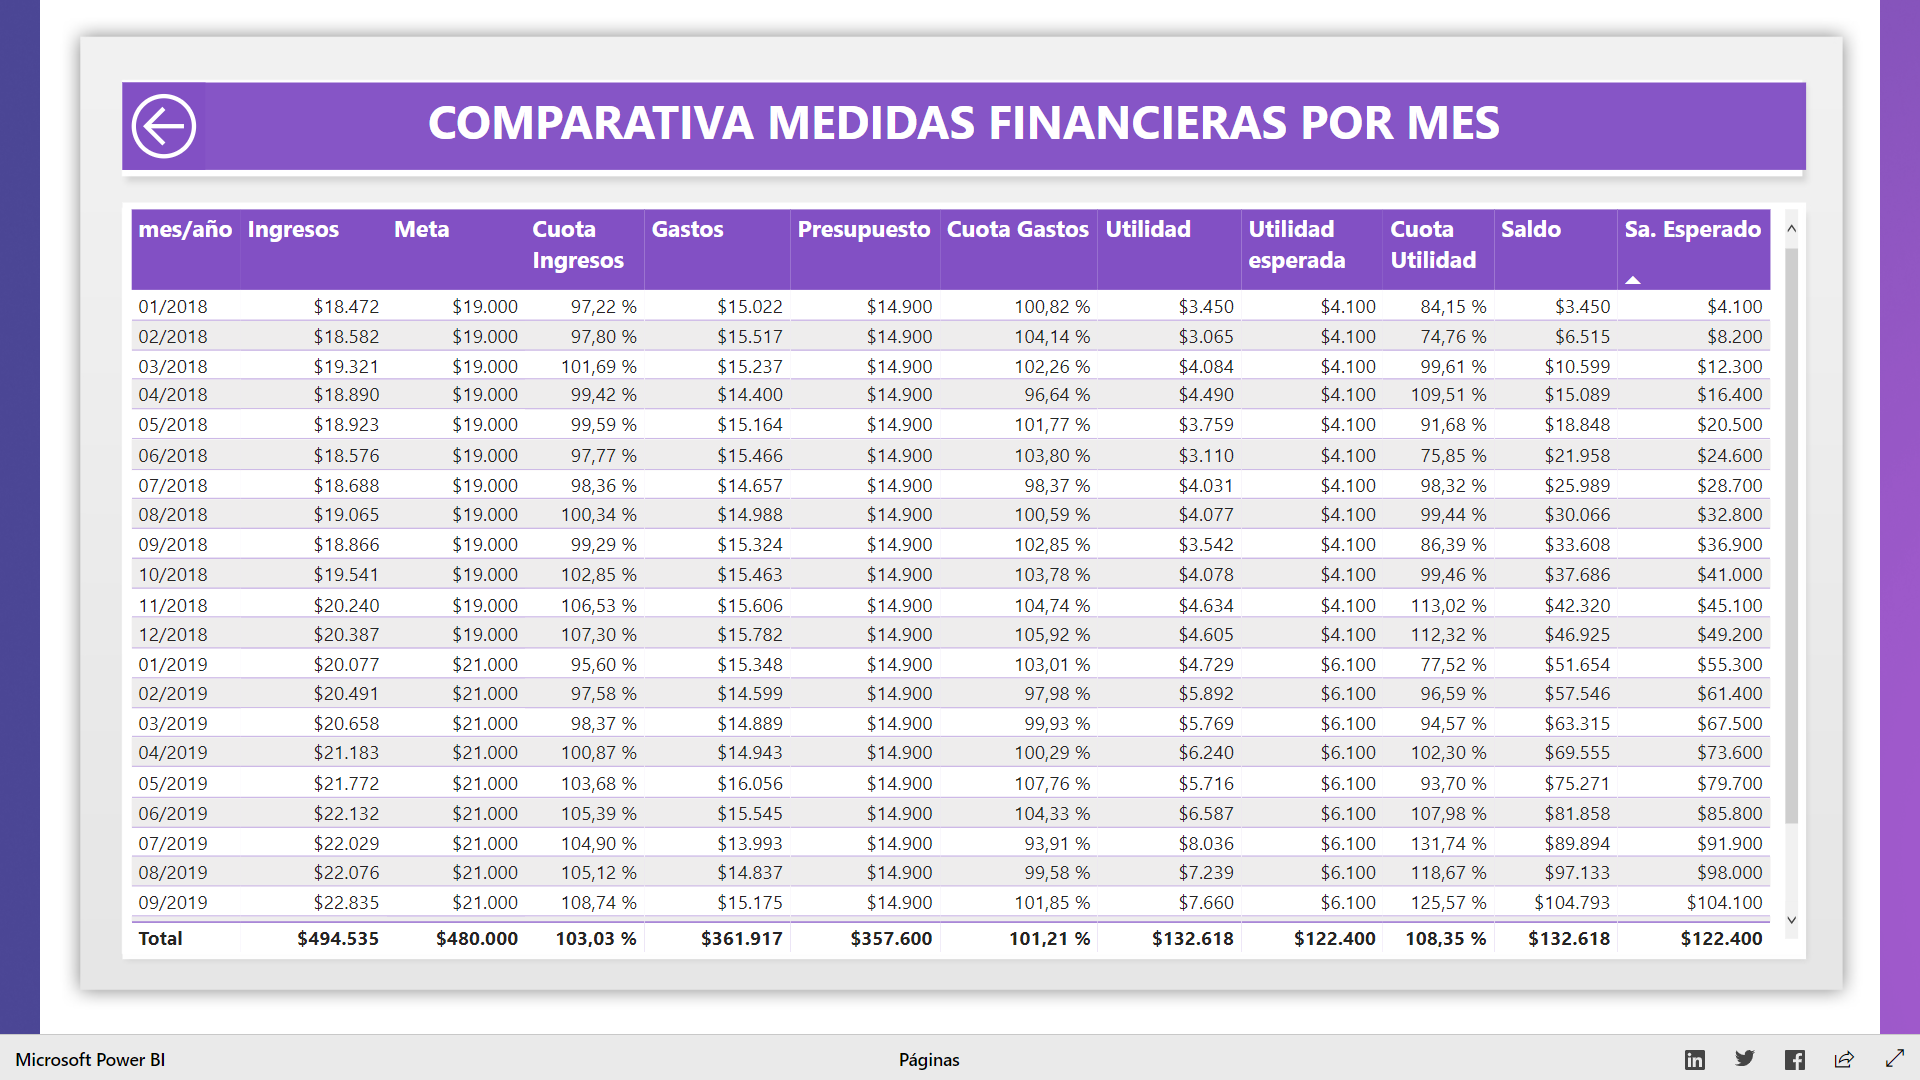 COMPARATIVA MEDIDAS FINANCIERAS POR MES
mes/año Ingresos Meta Cuota Ingresos Gastos Presupuesto Cuota Gastos Utilidad Utilidad esperada Cuota Utilidad Saldo Sa. Esperado
01/2018 $18.472 $19.000 97,22 % $15.022 $14.900 100,82 % $3.450 $4.100 84,15 % $3.450 $4.100
02/2018 $18.582 $19.000 97,80 % $15.517 $14.900 104,14 % $3.065 $4.100 74,76 % $6.515 $8.200
03/2018 $19.321 $19.000 101,69 % $15.237 $14.900 102,26 % $4.084 $4.100 99,61 % $10.599 $12.300
04/2018 $18.890 $19.000 99,42 % $14.400 $14.900 96,64 % $4.490 $4.100 109,51 % $15.089 $16.400
05/2018 $18.923 $19.000 99,59 % $15.164 $14.900 101,77 % $3.759 $4.100 91,68 % $18.848 $20.500
06/2018 $18.576 $19.000 97,77 % $15.466 $14.900 103,80 % $3.110 $4.100 75,85 % $21.958 $24.600
07/2018 $18.688 $19.000 98,36 % $14.657 $14.900 98,37 % $4.031 $4.100 98,32 % $25.989 $28.700
08/2018 $19.065 $19.000 100,34 % $14.988 $14.900 100,59 % $4.077 $4.100 99,44 % $30.066 $32.800
09/2018 $18.866 $19.000 99,29 % $15.324 $14.900 102,85 % $3.542 $4.100 86,39 % $33.608 $36.900
10/2018 $19.541 $19.000 102,85 % $15.463 $14.900 103,78 % $4.078 $4.100 99,46 % $37.686 $41.000
11/2018 $20.240 $19.000 106,53 % $15.606 $14.900 104,74 % $4.634 $4.100 113,02 % $42.320 $45.100
12/2018 $20.387 $19.000 107,30 % $15.782 $14.900 105,92 % $4.605 $4.100 112,32 % $46.925 $49.200
01/2019 $20.077 $21.000 95,60 % $15.348 $14.900 103,01 % $4.729 $6.100 77,52 % $51.654 $55.300
02/2019 $20.491 $21.000 97,58 % $14.599 $14.900 97,98 % $5.892 $6.100 96,59 % $57.546 $61.400
03/2019 $20.658 $21.000 98,37 % $14.889 $14.900 99,93 % $5.769 $6.100 94,57 % $63.315 $67.500
04/2019 $21.183 $21.000 100,87 % $14.943 $14.900 100,29 % $6.240 $6.100 102,30 % $69.555 $73.600
05/2019 $21.772 $21.000 103,68 % $16.056 $14.900 107,76 % $5.716 $6.100 93,70 % $75.271 $79.700
06/2019 $22.132 $21.000 105,39 % $15.545 $14.900 104,33 % $6.587 $6.100 107,98 % $81.858 $85.800
07/2019 $22.029 $21.000 104,90 % $13.993 $14.900 93,91 % $8.036 $6.100 131,74 % $89.894 $91.900
08/2019 $22.076 $21.000 105,12 % $14.837 $14.900 99,58 % $7.239 $6.100 118,67 % $97.133 $98.000
09/2019 $22.835 $21.000 108,74 % $15.175 $14.900 101,85 % $7.660 $6.100 125,57 % $104.793 $104.100
Total $494.535 $480.000 103,03 % $361.917 $357.600 101,21 % $132.618 $122.400 108,35 % $132.618 $122.400
Microsoft Power BI Páginas